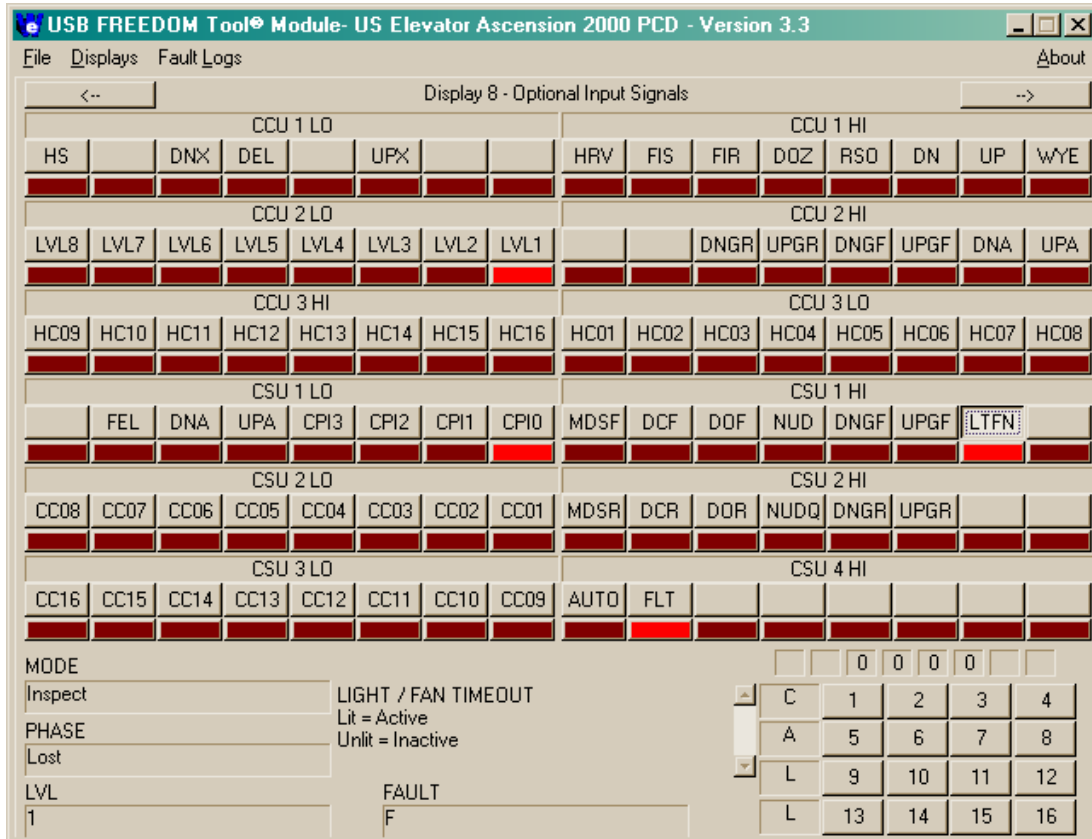 e USB FREEDOM Tool® Module- US Elevator Ascension 2000 PCD - Version 3.3
File Displays Fault Logs About
<-- Display 8 - Optional Input Signals -->
CCU 1 LO CCU 1 HI
HS DNX DEL UPX HRV FIS FIR DOZ RSO DN UP WYE
CCU 2 LO CCU 2 HI
LVL8 LVL7 LVL6 LVL5 LVL4 LVL3 LVL2 LVL1 DNGR UPGR DNGF UPGF DNA UPA
CCU 3 HI CCU 3 LO
HC09 HC10 HC11 HC12 HC13 HC14 HC15 HC16 HC01 HC02 HC03 HC04 HC05 HC06 HC07 HC08
CSU 1 LO CSU 1 HI
FEL DNA UPA CPI3 CPI2 CPI1 CPI0 MDSF DCF DOF NUD DNGF UPGF LTFN
CSU 2 LO CSU 2 HI
CC08 CC07 CC06 CC05 CC04 CC03 CC02 CC01 MDSR DCR DOR NUDQ DNGR UPGR
CSU 3 LO CSU 4 HI
CC16 CC15 CC14 CC13 CC12 CC11 CC10 CC09 AUTO FLT
MODE
Inspect
PHASE
Lost
LVL
1
LIGHT / FAN TIMEOUT
Lit = Active
Unlit = Inactive
FAULT
F
0 0 0 0
C 1 2 3 4
A 5 6 7 8
L 9 10 11 12
L 13 14 15 16